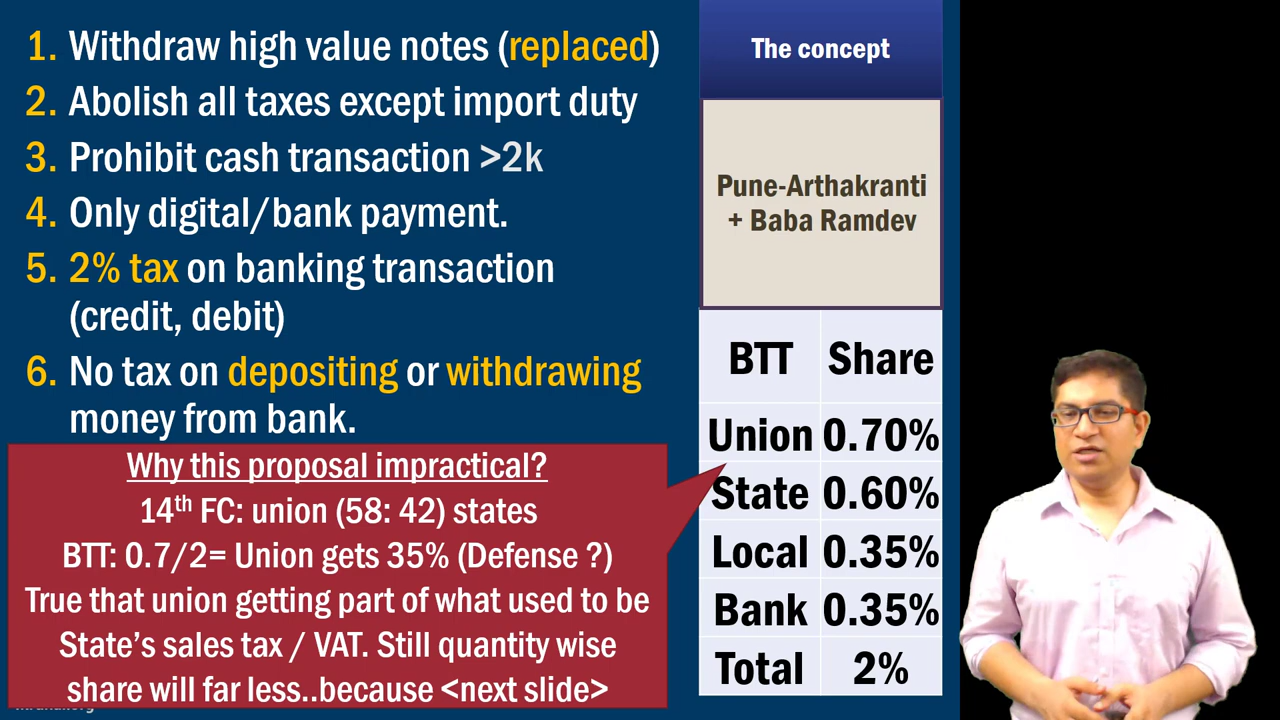 1. Withdraw high value notes (replaced)
2. Abolish all taxes except import duty
3. Prohibit cash transaction >2k
4. Only digital/bank payment.
5. 2% tax on banking transaction
(credit, debit)
6. No tax on depositing or withdrawing
money from bank.
Why this proposal impractical?
14th FC: union (58: 42) states
BTT: 0.7/2= Union gets 35% (Defense ?)
True that union getting part of what used to be
State's sales tax / VAT. Still quantity wise
share will far less..because <next slide>
The concept
Pune-Arthakranti
+ Baba Ramdev
BTT Share
Union 0.70%
State 0.60%
Local 0.35%
Bank 0.35%
Total 2%